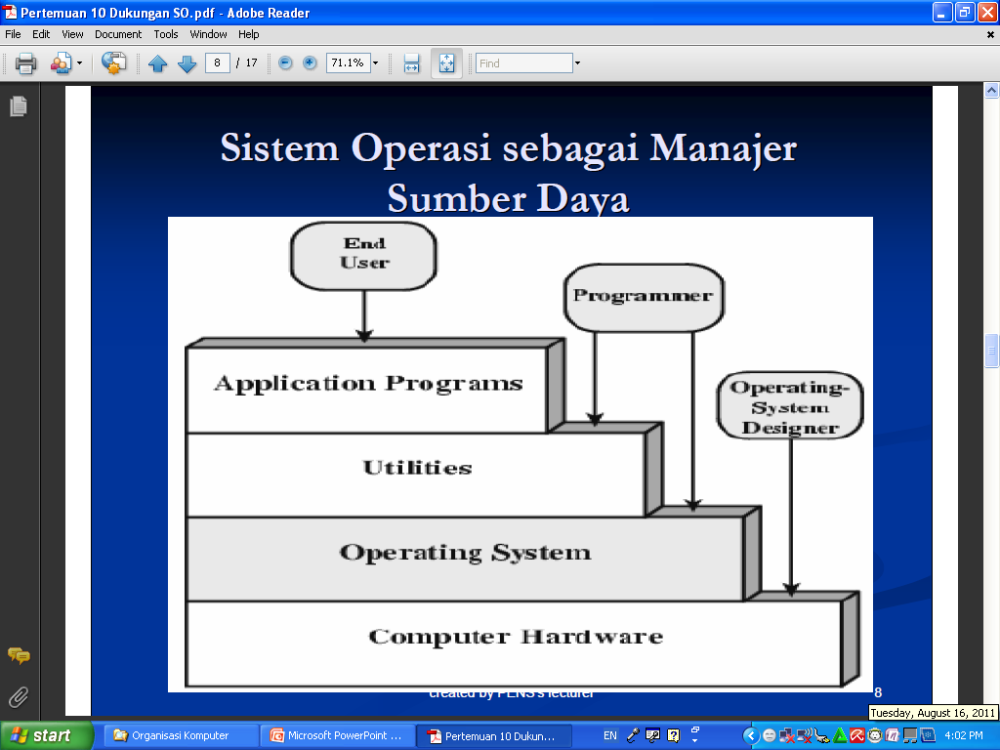 Pertemuan 10 Dukungan SO.pdf - Adobe Reader
File Edit View Document Tools Window Help
8 / 17 71.1% Find
Sistem Operasi sebagai Manajer
Sumber Daya
End
User
Programmer
Application Programs
Operating-
System
Designer
Utilities
Operating System
Computer Hardware
created by PENS's lecturer
8
Tuesday, August 16, 2011
start Organisasi Komputer Microsoft PowerPoint ... Pertemuan 10 Dukun... EN 4:02 PM